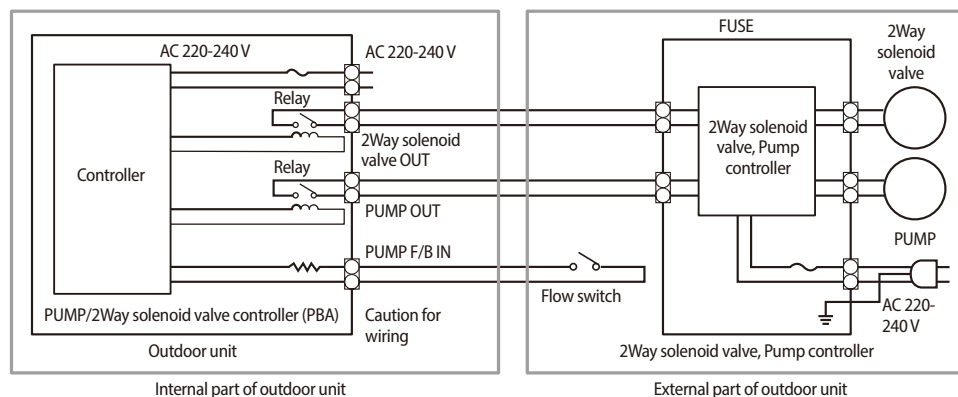 AC 220-240 V
AC 220-240 V
Relay
2Way solenoid
valve OUT
Controller
Relay
PUMP OUT
PUMP F/B IN
PUMP/2Way solenoid valve controller (PBA)
Caution for
wiring
Outdoor unit
Internal part of outdoor unit
FUSE
2Way
solenoid
valve
2Way solenoid
valve, Pump
controller
PUMP
Flow switch
AC 220-
240 V
2Way solenoid valve, Pump controller
External part of outdoor unit